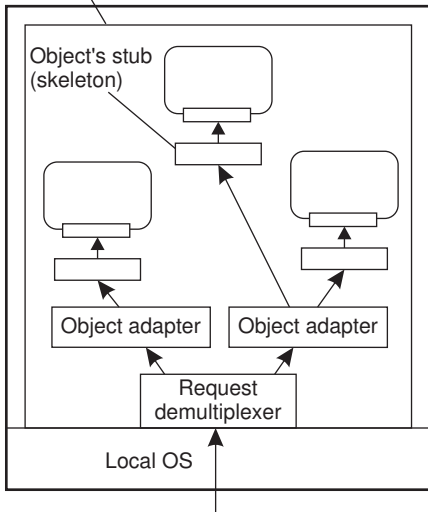 Object's stub
(skeleton)
Object adapter
Object adapter
Request
demultiplexer
Local OS